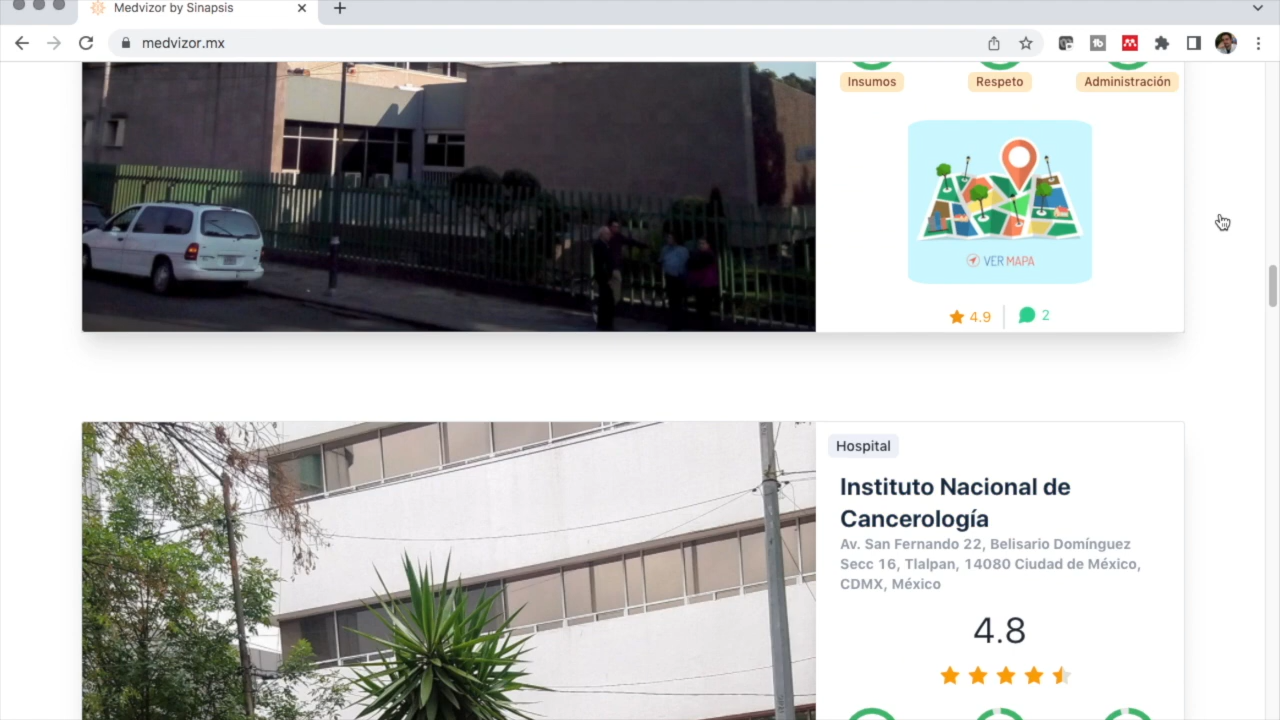 Medvizor by Sinapsis
medvizor.mx
Insumos
Respeto
Administración
VER MAPA
4.9
2
Hospital
Instituto Nacional de
Cancerología
Av. San Fernando 22, Belisario Domínguez
Secc 16, Tlalpan, 14080 Ciudad de México,
CDMX, México
4.8